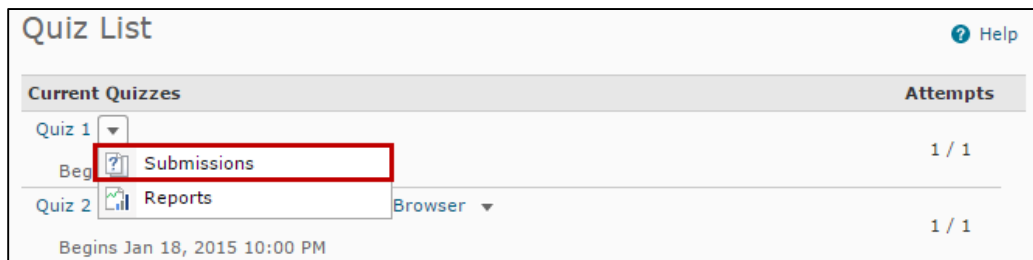 Quiz List
Help
Current Quizzes Attempts
Quiz 1
1 / 1
Submissions
Beg
Reports
Quiz 2 Browser
1 / 1
Begins Jan 18, 2015 10:00 PM